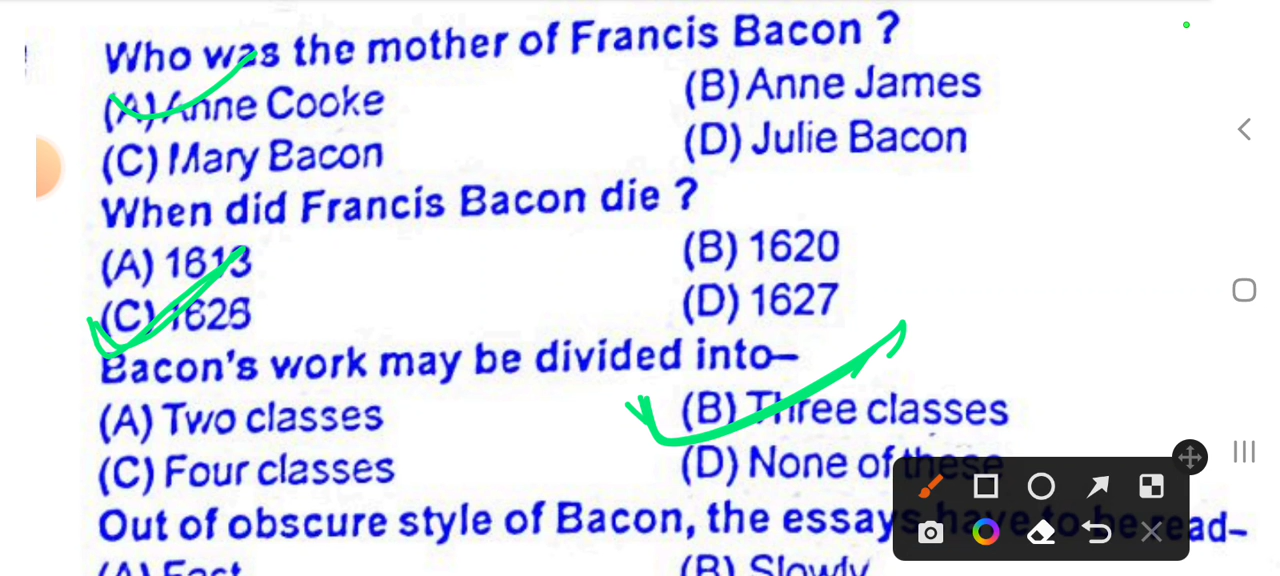 Who was the mother of Francis Bacon ?
(A) Anne Cooke (B) Anne James
(C) Mary Bacon (D) Julie Bacon
When did Francis Bacon die ?
(A) 1613 (B) 1620
(C) 1626 (D) 1627
Bacon's work may be divided into–
(A) Two classes (B) Three classes
(C) Four classes (D) None of these
Out of obscure style of Bacon, the essays have to be read–
(A) Fast (B) Slowly